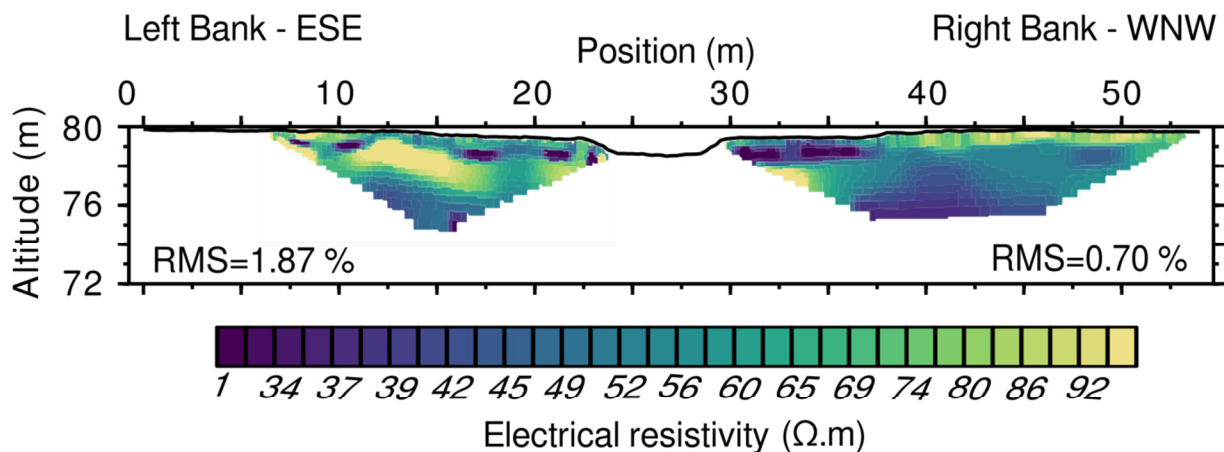 Left Bank - ESE
Right Bank - WNW
Position (m)
0 10 20 30 40 50
Altitude (m)
80
76
72
RMS=1.87 %
RMS=0.70 %
1 34 37 39 42 45 49 52 56 60 65 69 74 80 86 92
Electrical resistivity (Ω.m)